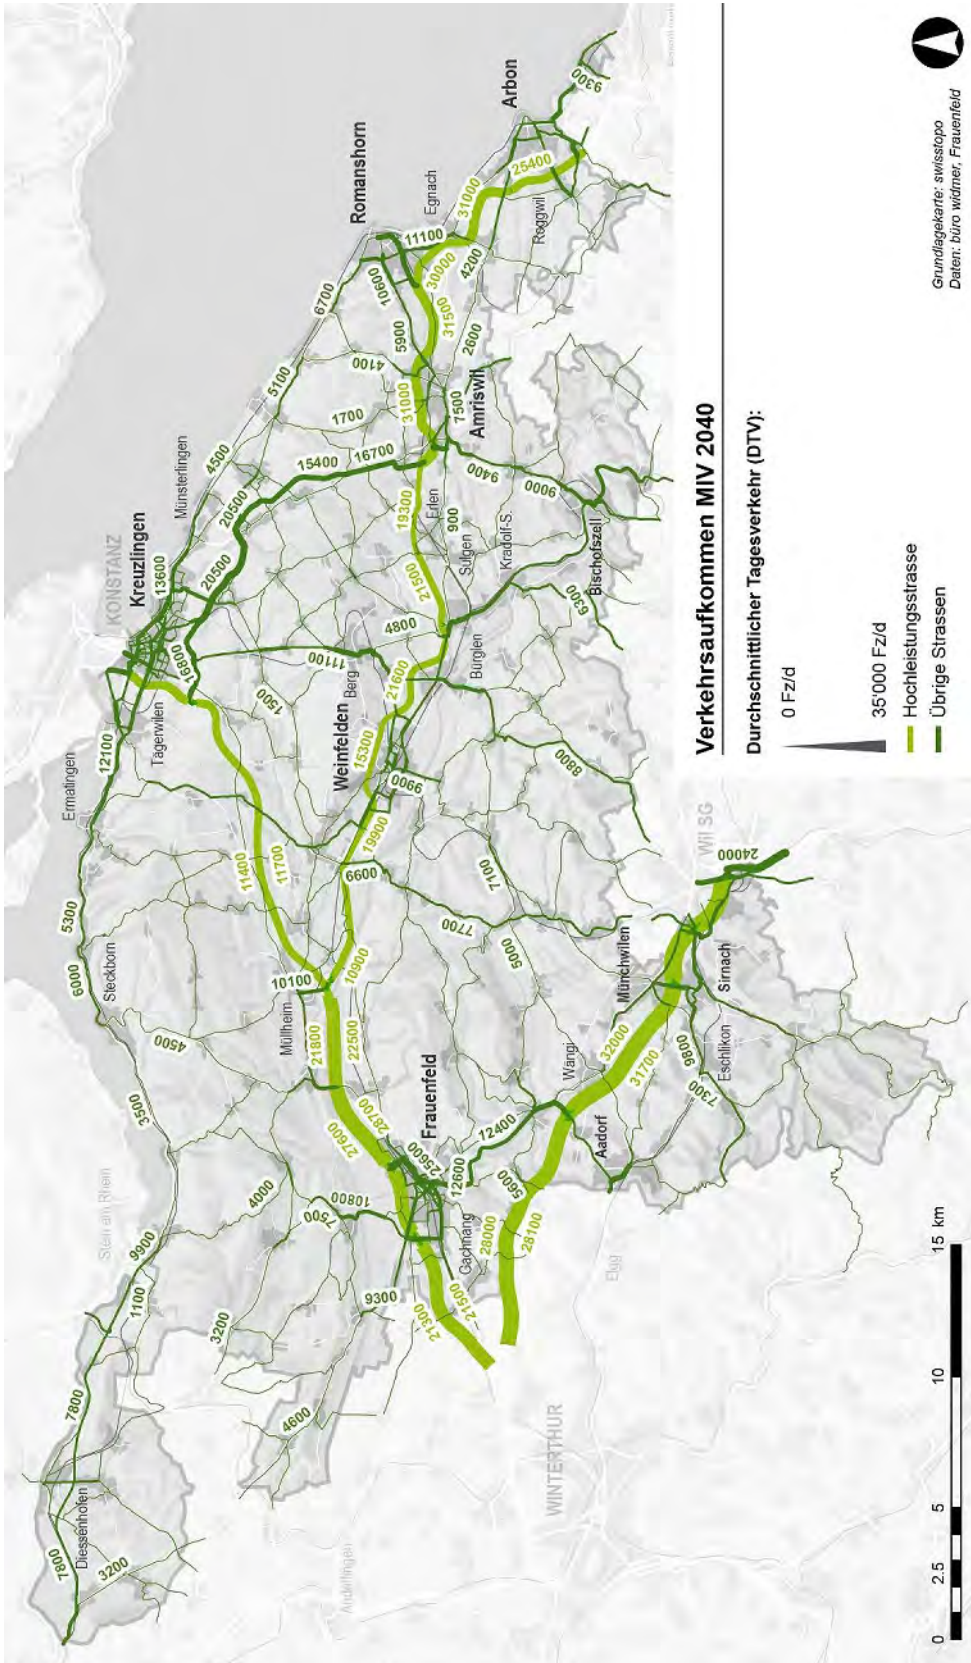 KONSTANZ
Kreuzlingen
Münsterlingen
Romanshorn
Egnach
Arbon
Roggwil
Amriswil
Erlen
Sulgen
Kradolf-S.
Bischofszell
Bürglen
Berg
Weinfelden
Tägerwilen
Ermatingen
Steckborn
Müllheim
Stein am Rhein
Diessenhofen
Frauenfeld
Gachnang
Wängi
Aadorf
Elgg
Münchwilen
Sirnach
Eschlikon
Wil SG
WINTERTHUR
Andelfingen
7800
3200
7800
1100
9900
3200
4600
4000
7500
10800
9300
21300
21500
25600
12600
12400
5600
28000
28100
27600
28700
3500
4500
6000
5300
21800
22500
10100
10900
11400
11700
12100
1500
16800
13600
20500
20500
4500
5100
6700
15400
16700
1700
4100
5900
10600
11100
30000
31500
31000
31000
25400
9300
4200
2600
7500
9400
9000
19300
900
21500
4800
11100
21600
15300
9900
19900
6600
6300
8800
7100
7700
5000
32000
31700
9800
7300
24000
Verkehrsaufkommen MIV 2040
Durchschnittlicher Tagesverkehr (DTV):
0 Fz/d
35'000 Fz/d
Hochleistungsstrasse
Übrige Strassen
Grundlagekarte: swisstopo
Daten: büro widmer, Frauenfeld
0
2.5
5
10
15 km